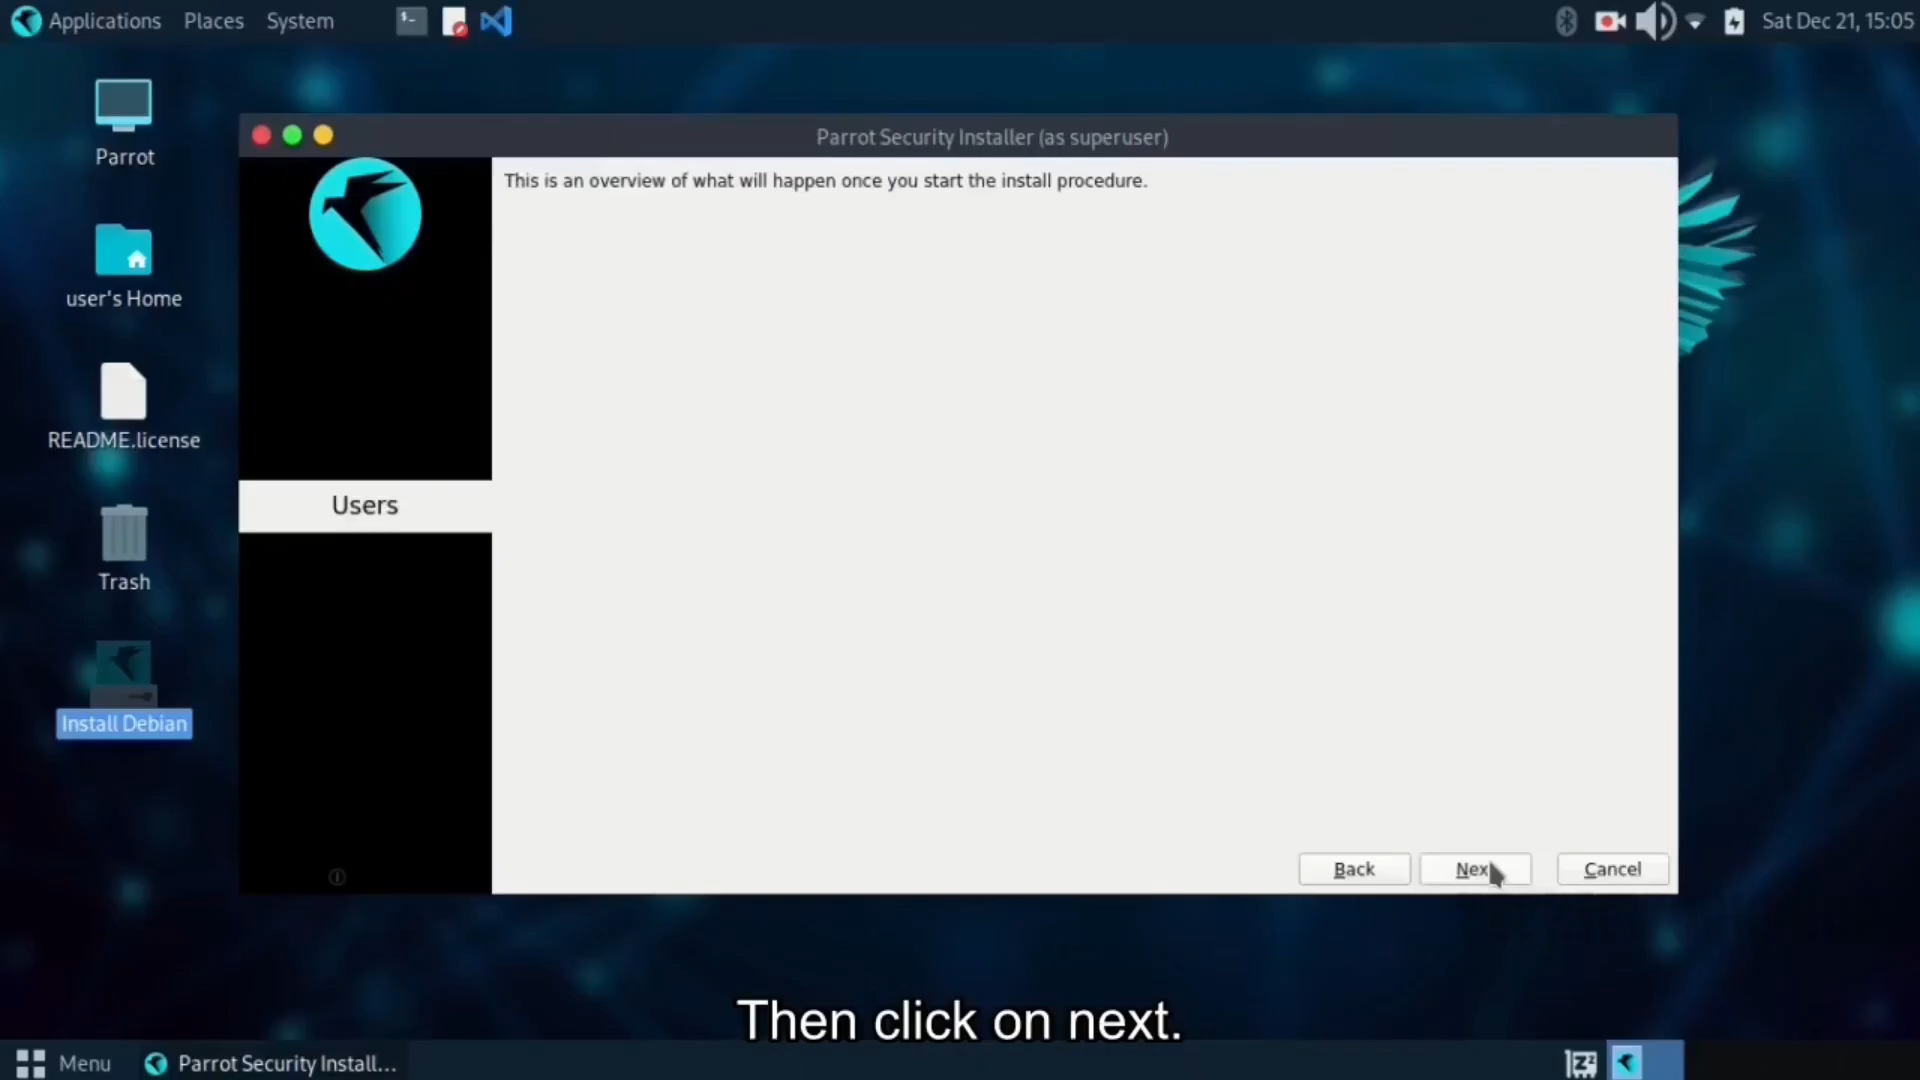 Applications Places System
Sat Dec 21, 15:05
Parrot Security Installer (as superuser)
This is an overview of what will happen once you start the install procedure.
Parrot
user's Home
README.license
Trash
Install Debian
Users
Back
Next
Cancel
Then click on next.
Menu
Parrot Security Install...